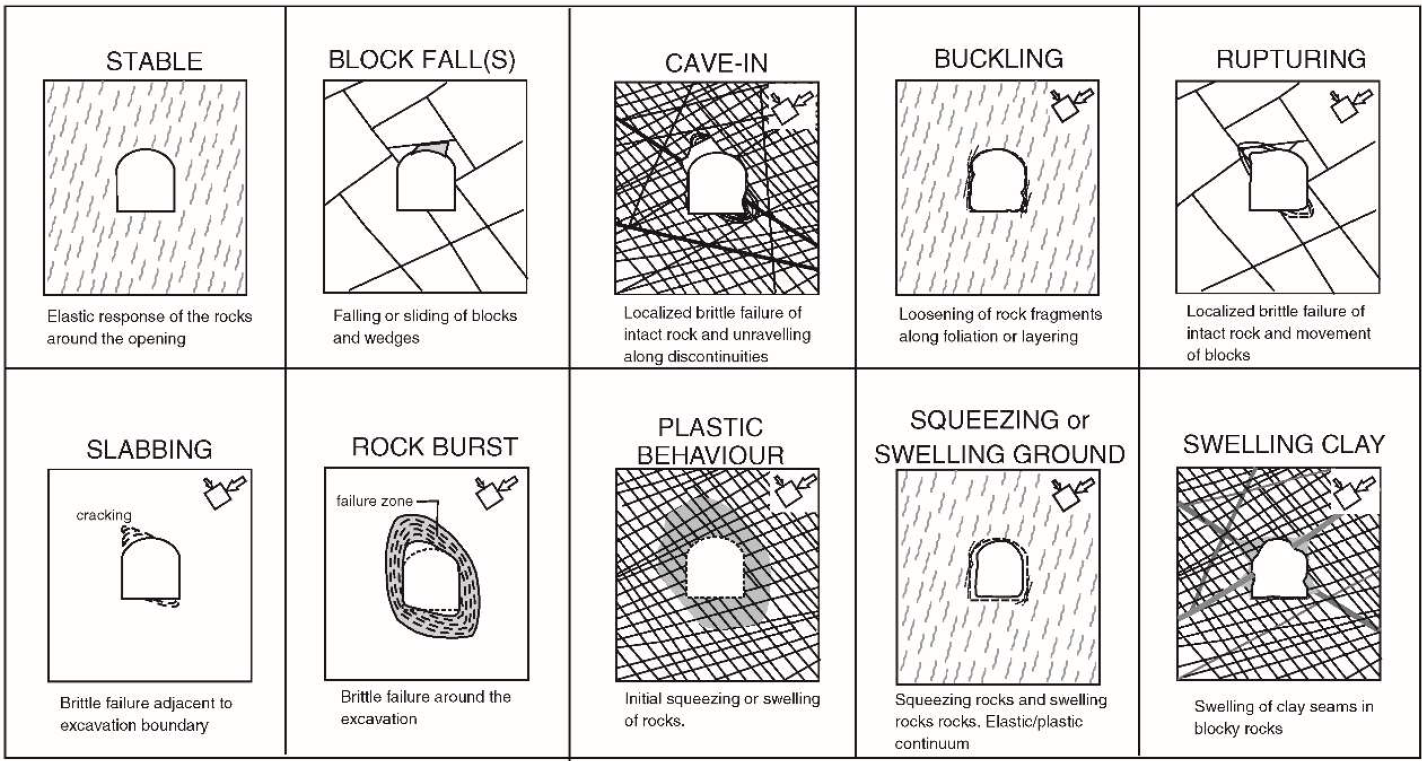 STABLE
Elastic response of the rocks
around the opening
BLOCK FALL(S)
Falling or sliding of blocks
and wedges
CAVE-IN
Localized brittle failure of
intact rock and unravelling
along discontinuities
BUCKLING
Loosening of rock fragments
along foliation or layering
RUPTURING
Localized brittle failure of
intact rock and movement
of blocks
SLABBING
cracking
Brittle failure adjacent to
excavation boundary
ROCK BURST
failure zone
Brittle failure around the
excavation
PLASTIC
BEHAVIOUR
Initial squeezing or swelling
of rocks.
SQUEEZING or
SWELLING GROUND
Squeezing rocks and swelling
rocks rocks. Elastic/plastic
continuum
SWELLING CLAY
Swelling of clay seams in
blocky rocks